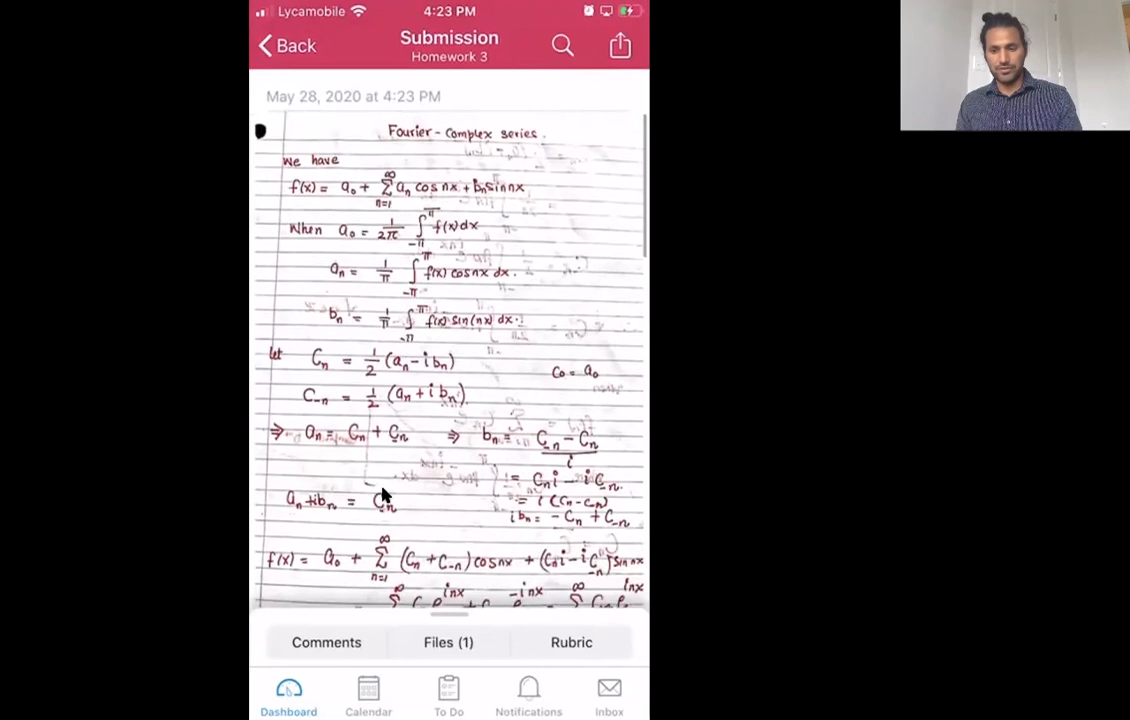 Lycamobile
4:23 PM
Back
Submission
Homework 3
May 28, 2020 at 4:23 PM
Fourier - Complex series.
We have
f(x) = a₀ + ∑ₙ₌₁^∞ aₙ cos nx + bₙ sin nx
When a₀ = 1/2π ∫₋π^π f(x) dx
aₙ = 1/π ∫₋π^π f(x) cos nx dx.
bₙ = 1/π ∫₋π^π f(x) sin(nx) dx.
let Cₙ = 1/2 (aₙ - i bₙ)
C₀ = a₀
C₋ₙ = 1/2 (aₙ + i bₙ)
⇒ aₙ = Cₙ + C₋ₙ ⇒ bₙ = C₋ₙ - Cₙ / i
= Cₙi - iC₋ₙ
aₙ + ibₙ = C₋ₙ
= i (Cₙ - C₋ₙ)
ibₙ = -Cₙ + C₋ₙ
f(x) = a₀ + ∑ₙ₌₁^∞ (Cₙ + C₋ₙ) cos nx + (Cₙi - iC₋ₙ) sin nx
Comments
Files (1)
Rubric
Dashboard
Calendar
To Do
Notifications
Inbox